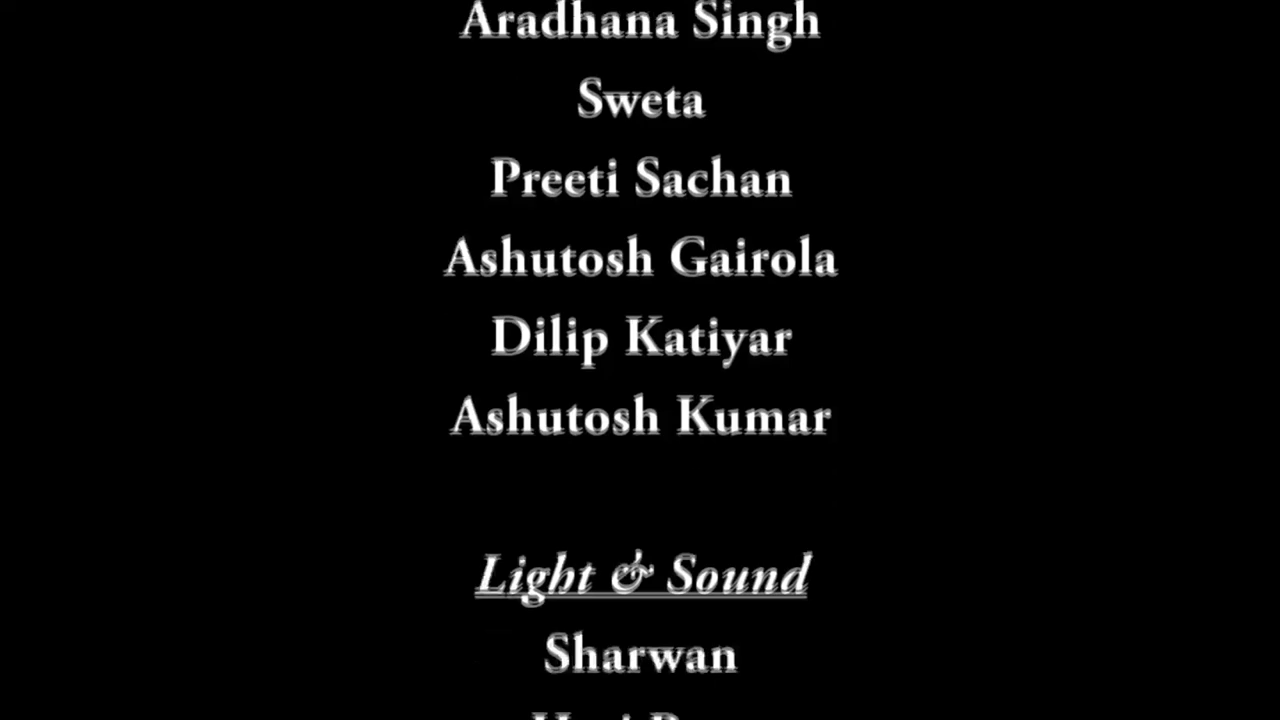 Aradhana Singh
Sweta
Preeti Sachan
Ashutosh Gairola
Dilip Katiyar
Ashutosh Kumar
Light & Sound
Sharwan